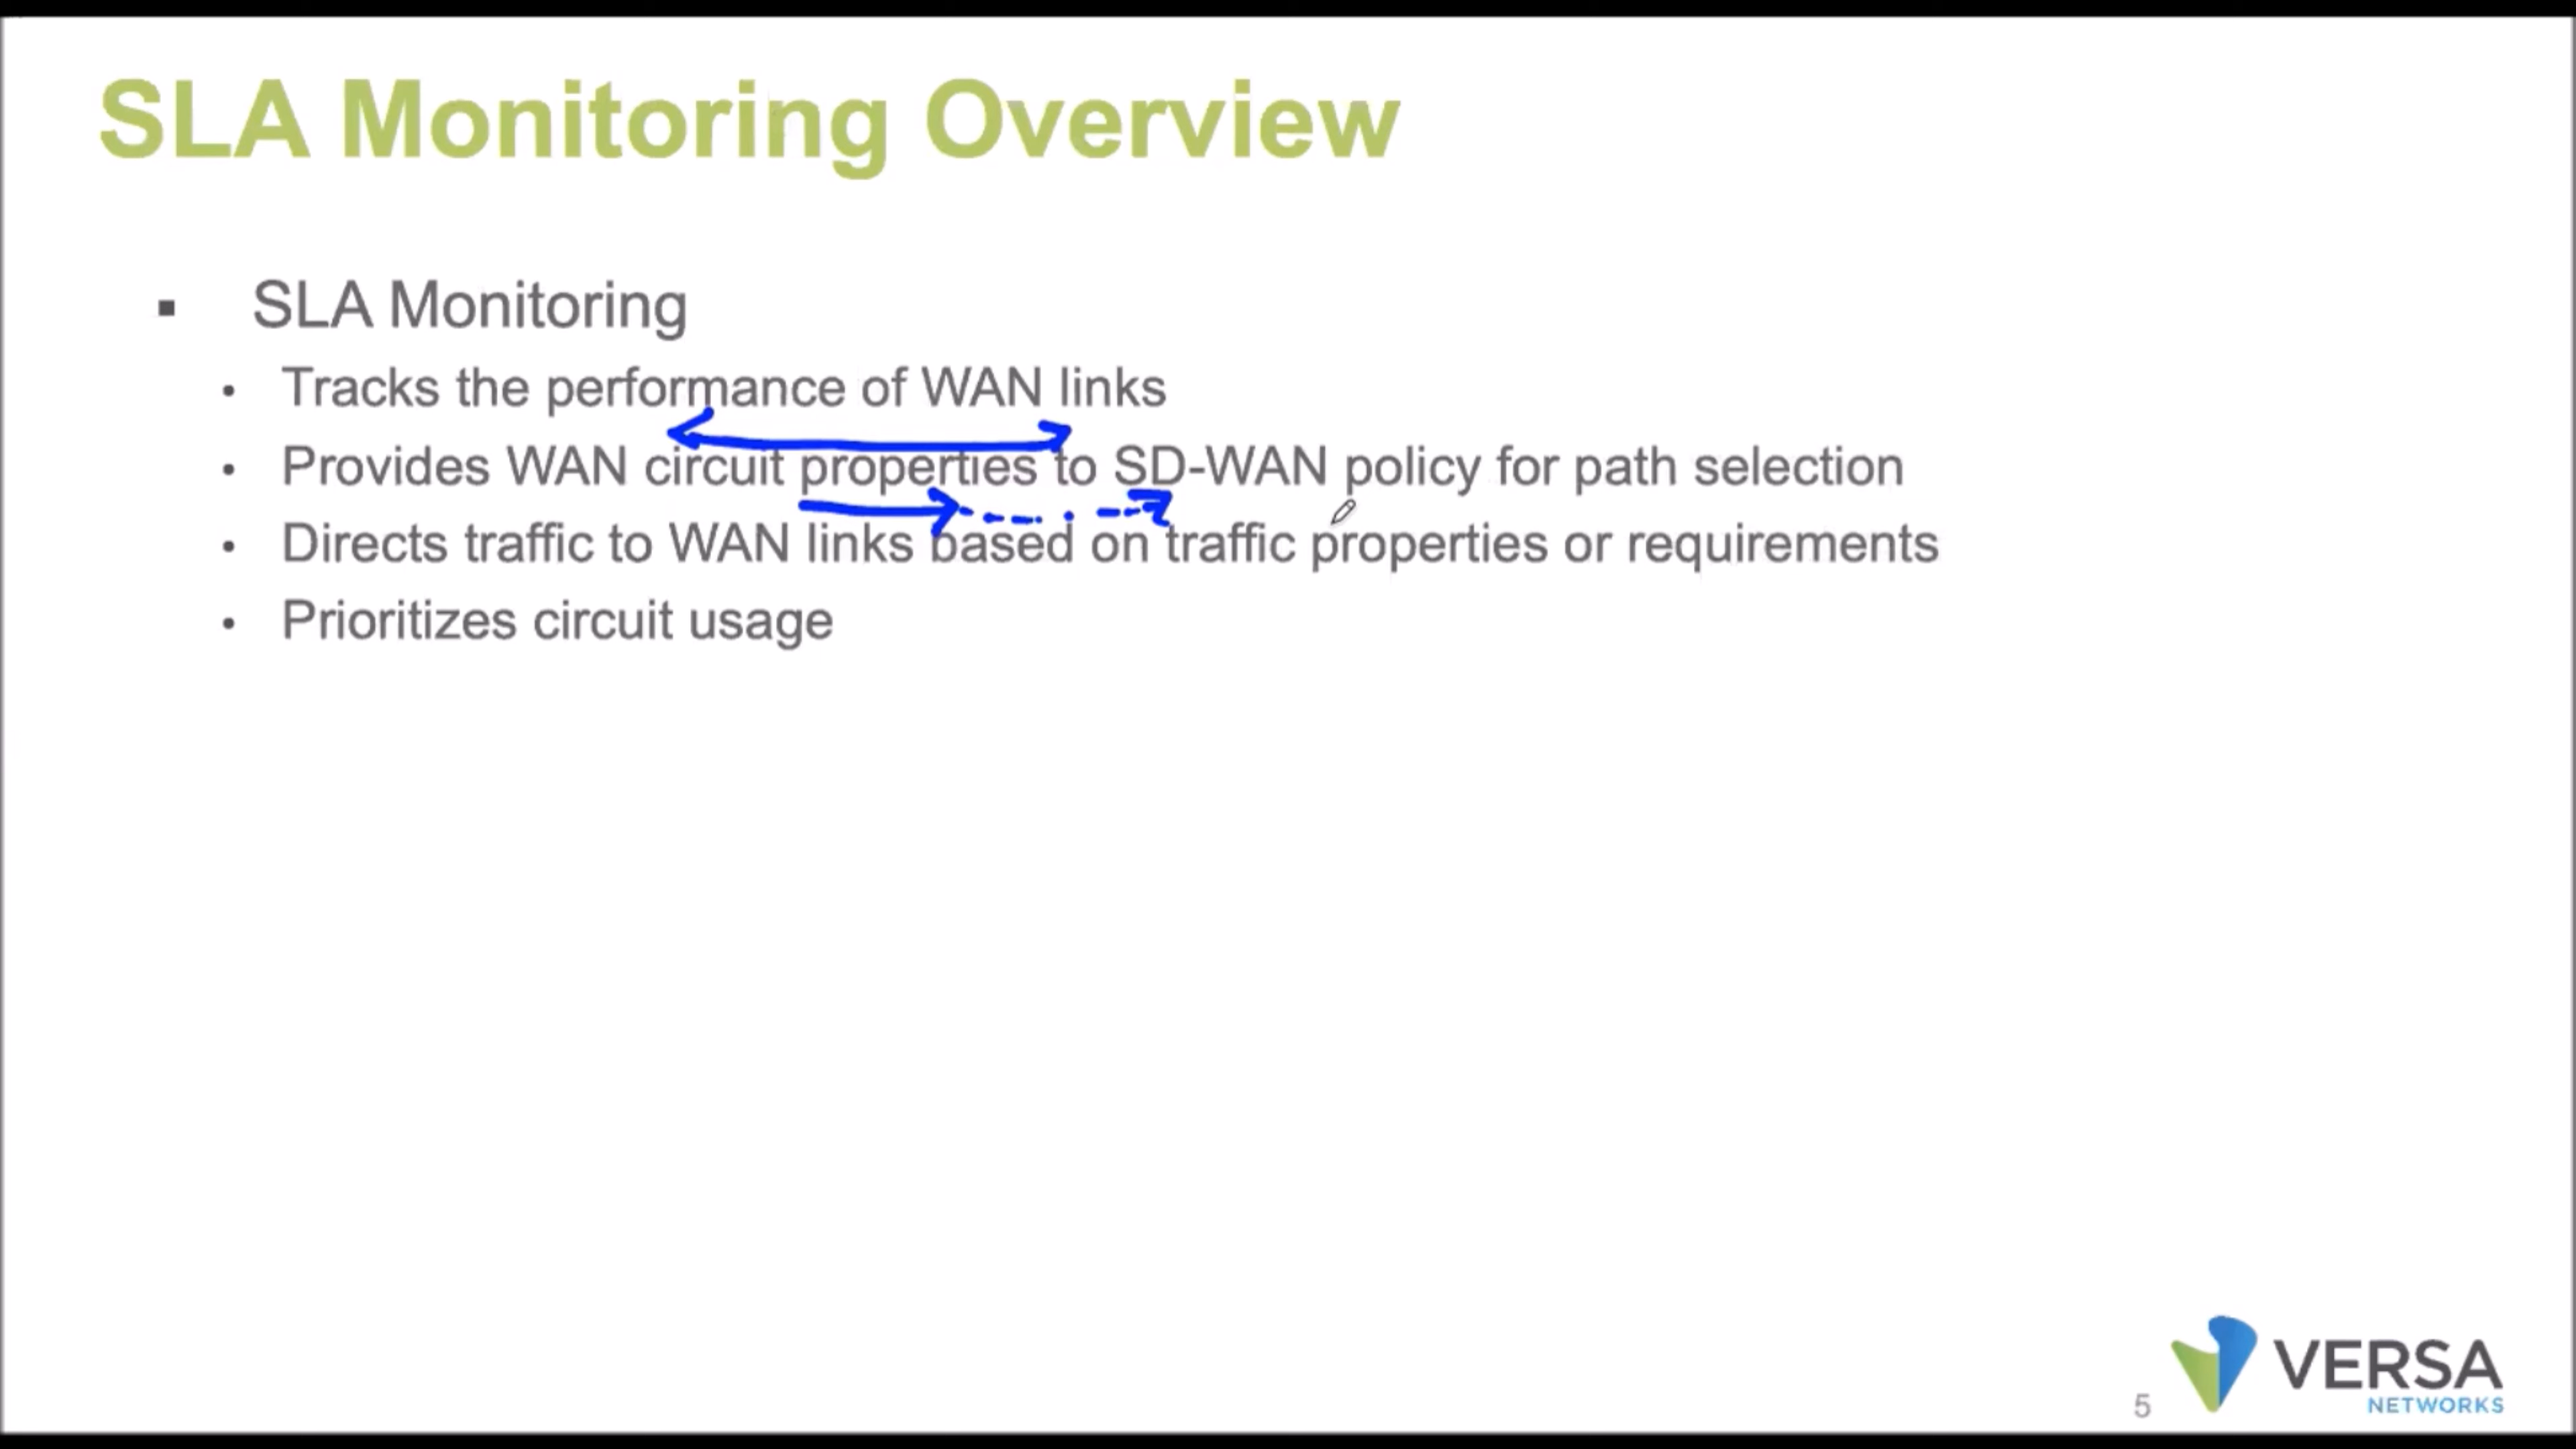 SLA Monitoring Overview
▪ SLA Monitoring
• Tracks the performance of WAN links
• Provides WAN circuit properties to SD-WAN policy for path selection
• Directs traffic to WAN links based on traffic properties or requirements
• Prioritizes circuit usage
5
VERSA
NETWORKS